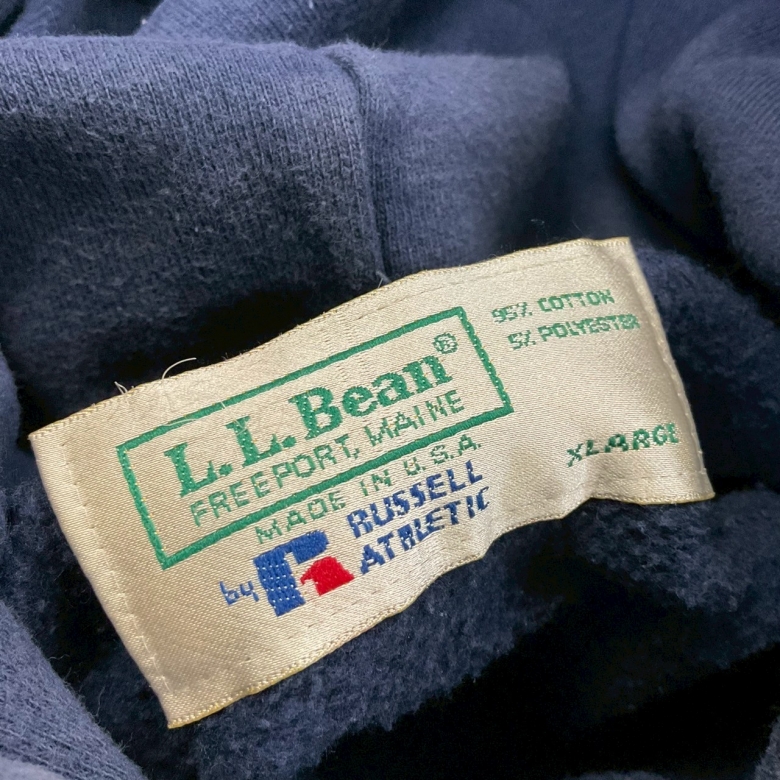 L.L.Bean®
FREEPORT, MAINE
MADE IN U.S.A.
by RUSSELL
ATHLETIC
95% COTTON
5% POLYESTER
XLARGE